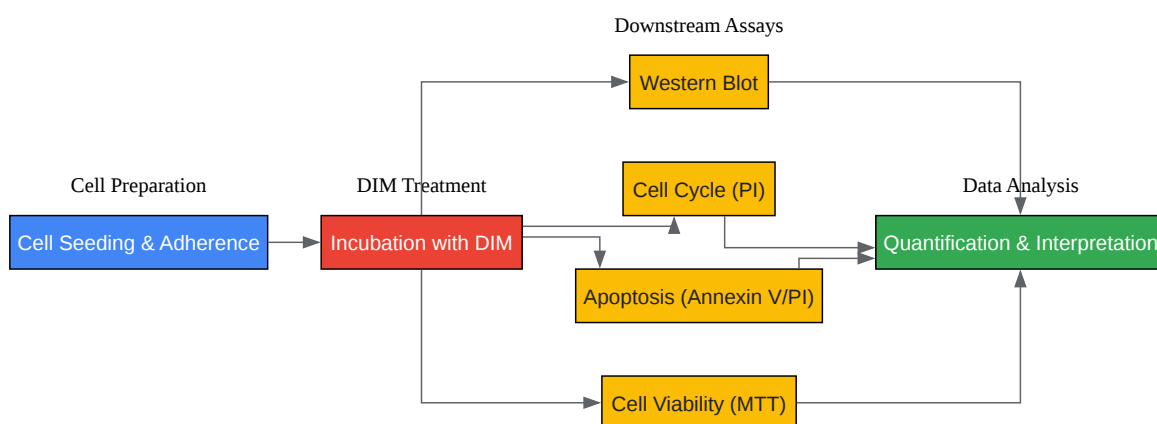 Downstream Assays
Western Blot
Cell Preparation
DIM Treatment
Cell Cycle (PI)
Data Analysis
Cell Seeding & Adherence
Incubation with DIM
Quantification & Interpretation
Apoptosis (Annexin V/PI)
Cell Viability (MTT)